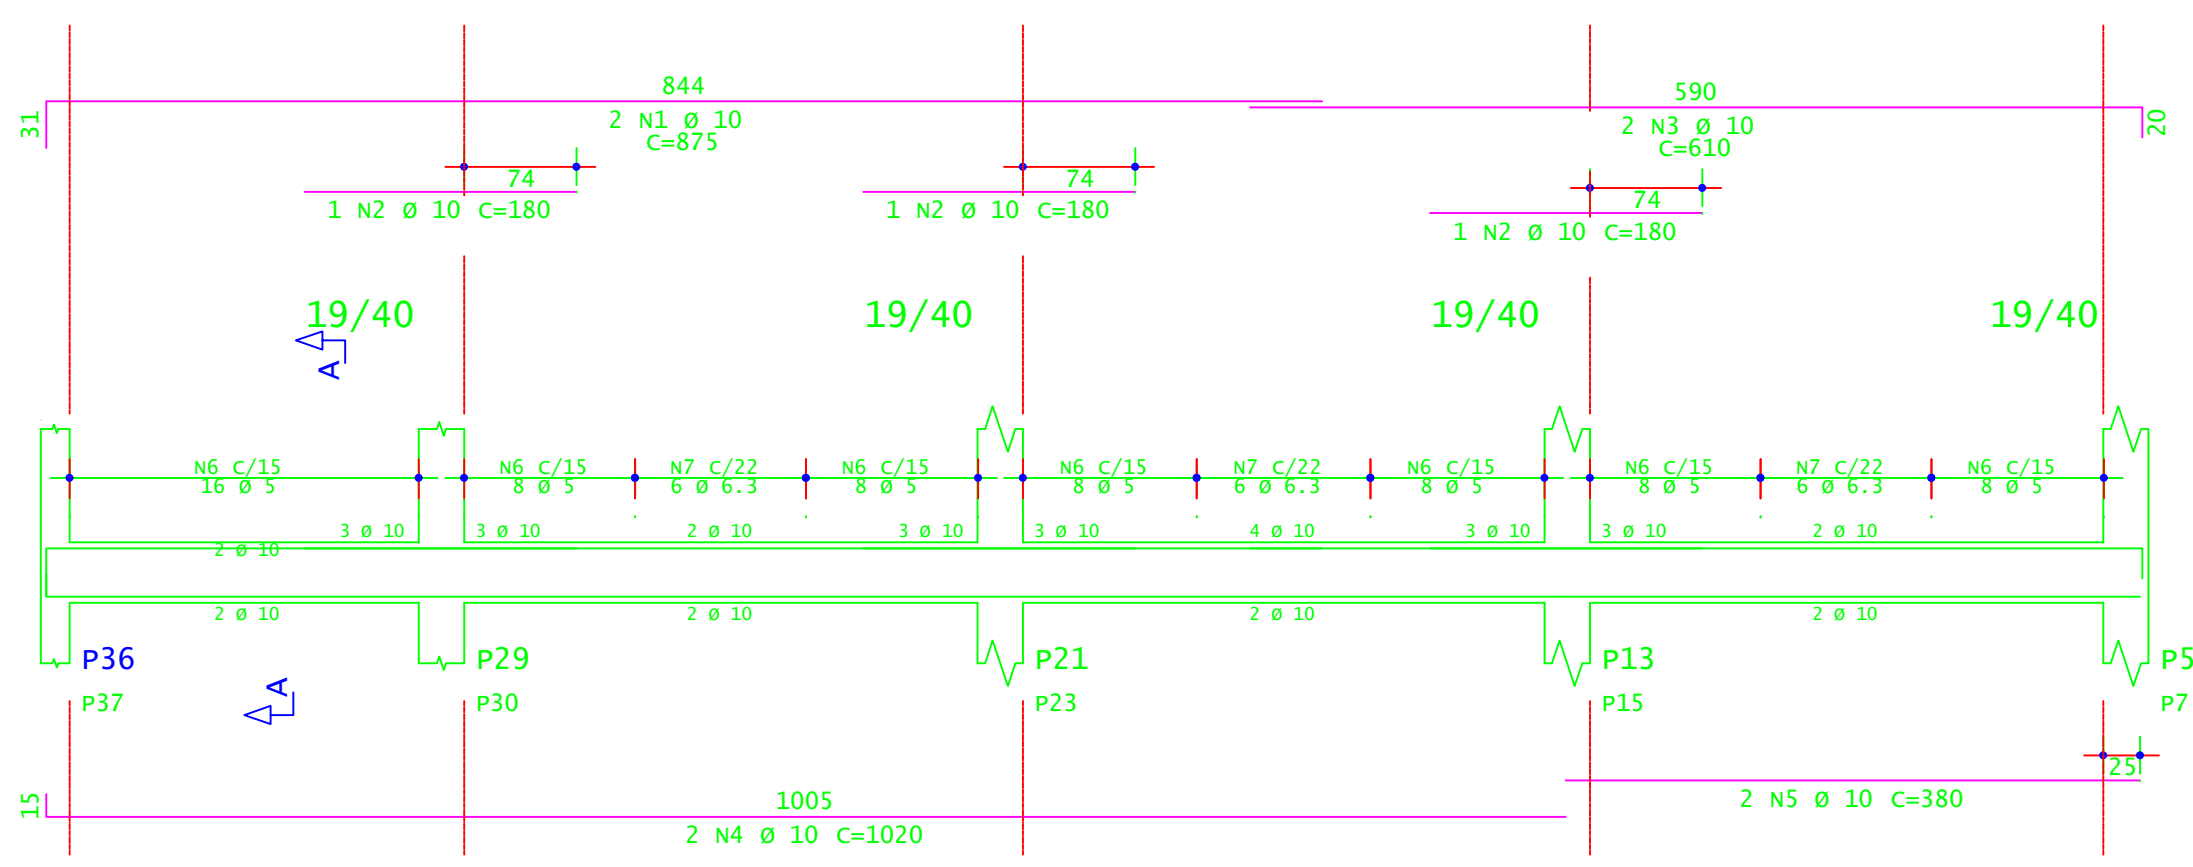 844
590
31
2 N1 Ø 10
C=875
2 N3 Ø 10
C=610
20
74
74
74
1 N2 Ø 10 C=180
1 N2 Ø 10 C=180
1 N2 Ø 10 C=180
19/40
19/40
19/40
19/40
A
N6 C/15
16 Ø 5
N6 C/15
8 Ø 5
N7 C/22
6 Ø 6.3
N6 C/15
8 Ø 5
N6 C/15
8 Ø 5
N7 C/22
6 Ø 6.3
N6 C/15
8 Ø 5
N6 C/15
8 Ø 5
N7 C/22
6 Ø 6.3
N6 C/15
8 Ø 5
3 Ø 10
3 Ø 10
2 Ø 10
3 Ø 10
3 Ø 10
4 Ø 10
3 Ø 10
3 Ø 10
2 Ø 10
2 Ø 10
2 Ø 10
2 Ø 10
2 Ø 10
2 Ø 10
P36
P29
P21
P13
P5
A
P37
P30
P23
P15
P7
25
15
1005
2 N5 Ø 10 C=380
2 N4 Ø 10 C=1020